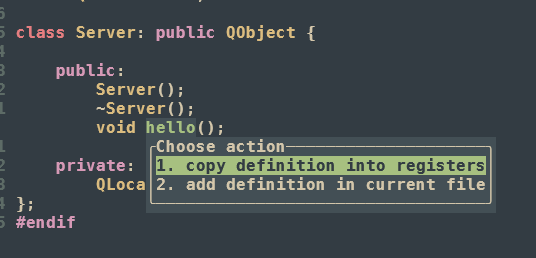 6
5 class Server: public QObject {
4
3     public:
2         Server();
1         ~Server();
          void hello();
Choose action
1     1. copy definition into registers
2     private:
2. add definition in current file
3         QLoca
4 };
5 #endif